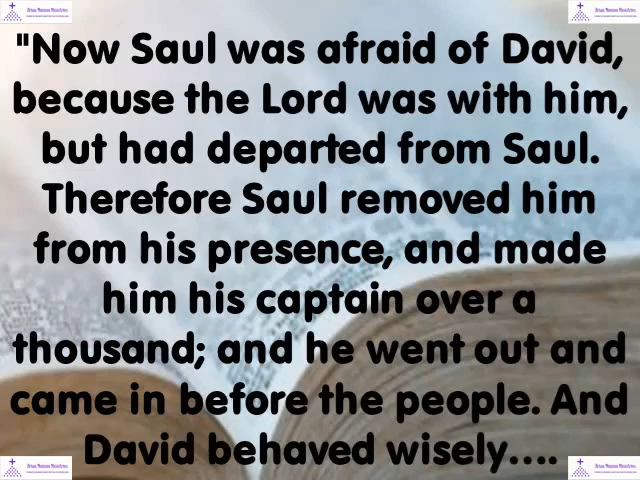 "Now Saul was afraid of David,
because the Lord was with him,
but had departed from Saul.
Therefore Saul removed him
from his presence, and made
him his captain over a
thousand; and he went out and
came in before the people. And
David behaved wisely....